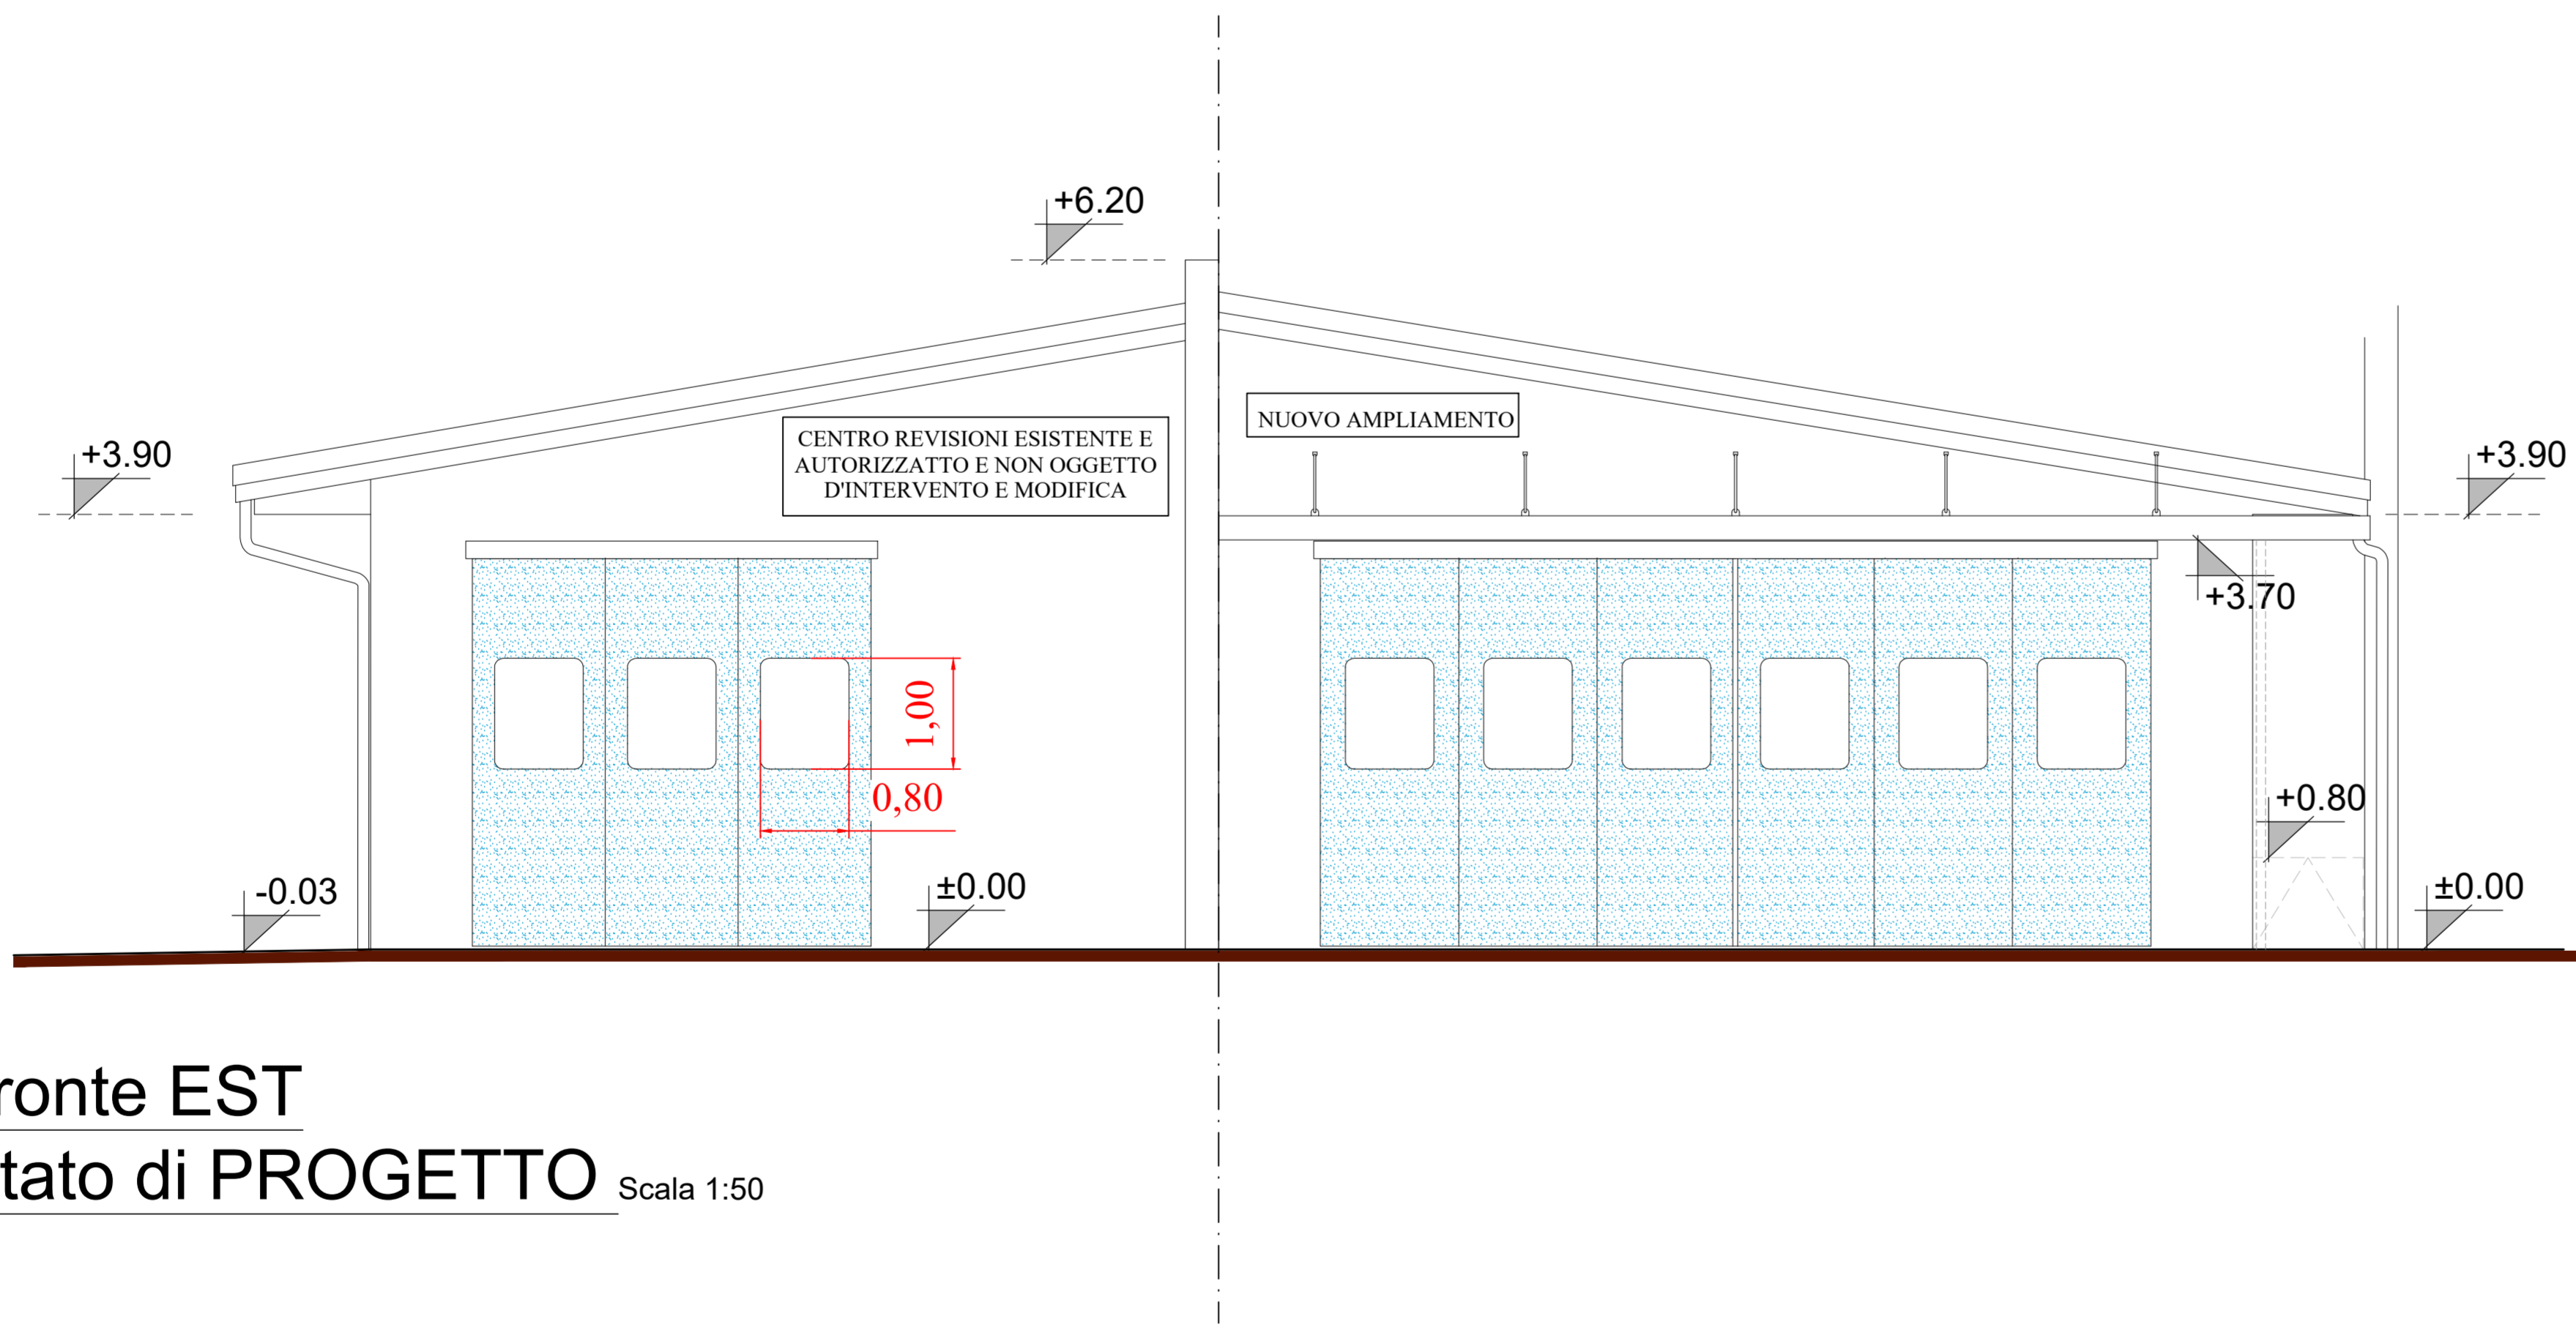 +6.20
NUOVO AMPLIAMENTO
CENTRO REVISIONI ESISTENTE E
AUTORIZZATTO E NON OGGETTO
D'INTERVENTO E MODIFICA
+3.90
+3.90
+3.70
1,00
0,80
+0.80
-0.03
±0.00
±0.00
ronte EST
tato di PROGETTO Scala 1:50